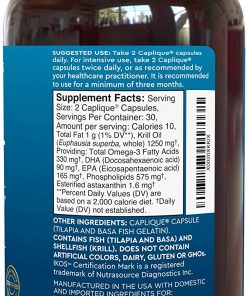 SUGGESTED USE: Take 2 Caplique® capsules
daily. For intensive use, take 2 Caplique®
capsules twice daily, or as recommended by
your healthcare practitioner. It is recommended
to use for a minimum of three months.
Supplement Facts: Serving
Size: 2 Caplique® Capsules,
Servings Per Container: 30,
Amount per serving: Calories 10,
Total Fat 1 g (1% DV**), Krill Oil
(Euphausia superba, whole) 1250 mg†,
Providing: Total Omega-3 Fatty Acids
330 mg†, DHA (Docosahexaenoic acid)
90 mg†, EPA (Eicosapentaenoic acid)
165 mg†, Phospholipids 575 mg†,
Esterified astaxanthin 1.6 mg†
**Percent Daily Values (DV) are
based on a 2,000 calorie diet. †Daily
Value (DV) not established.
OTHER INGREDIENTS: CAPLIQUE® CAPSULE
(TILAPIA AND BASA FISH GELATIN).
CONTAINS FISH (TILAPIA AND BASA) AND
SHELLFISH (KRILL). DOES NOT CONTAIN
ARTIFICIAL COLORS, DAIRY, GLUTEN OR GMOs.
IKOS™ Certification Mark is a registered
trademark of Nutrasource Diagnostics Inc.
MANUFACTURED IN THE USA WITH DOMESTIC
AND IMPORTED INGREDIENTS FOR: